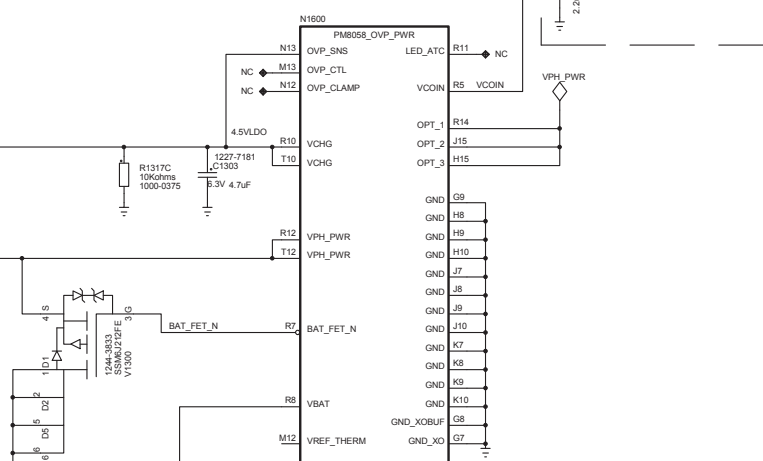 N1600
PM8058_OVP_PWR
N13 OVP_SNS LED_ATC R11 NC
NC M13 OVP_CTL
NC N12 OVP_CLAMP VCOIN R5 VCOIN
VPH_PWR
OPT_1 R14
4.5VLDO
R10 VCHG OPT_2 J15
T10 VCHG OPT_3 H15
R1317C
10Kohms
1000-0375
1227-7181
C1303
6.3V 4.7uF
GND G9
GND H8
R12 VPH_PWR GND H9
T12 VPH_PWR GND H10
GND J7
GND J8
GND J9
4 S
3 G
BAT_FET_N R7 BAT_FET_N GND J10
1244-3833
SSM6J212FE
V1300
GND K7
1 D1
GND K8
GND K9
2
D2
R8 VBAT GND K10
GND_XOBUF G8
5
D5
M12 VREF_THERM GND_XO G7
6